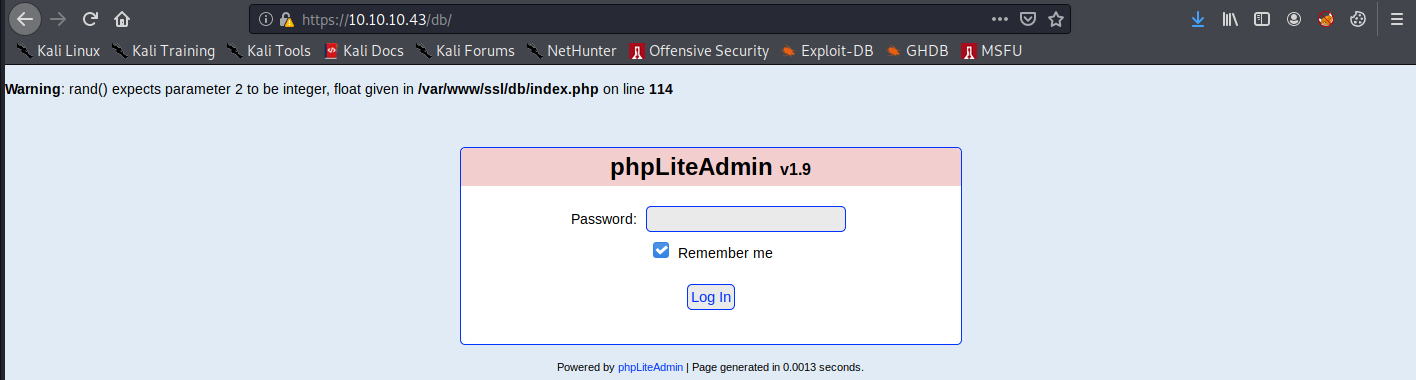 https://10.10.10.43/db/
Kali Linux Kali Training Kali Tools Kali Docs Kali Forums NetHunter Offensive Security Exploit-DB GHDB MSFU
Warning: rand() expects parameter 2 to be integer, float given in /var/www/ssl/db/index.php on line 114
phpLiteAdmin v1.9
Password:
Remember me
Log In
Powered by phpLiteAdmin | Page generated in 0.0013 seconds.